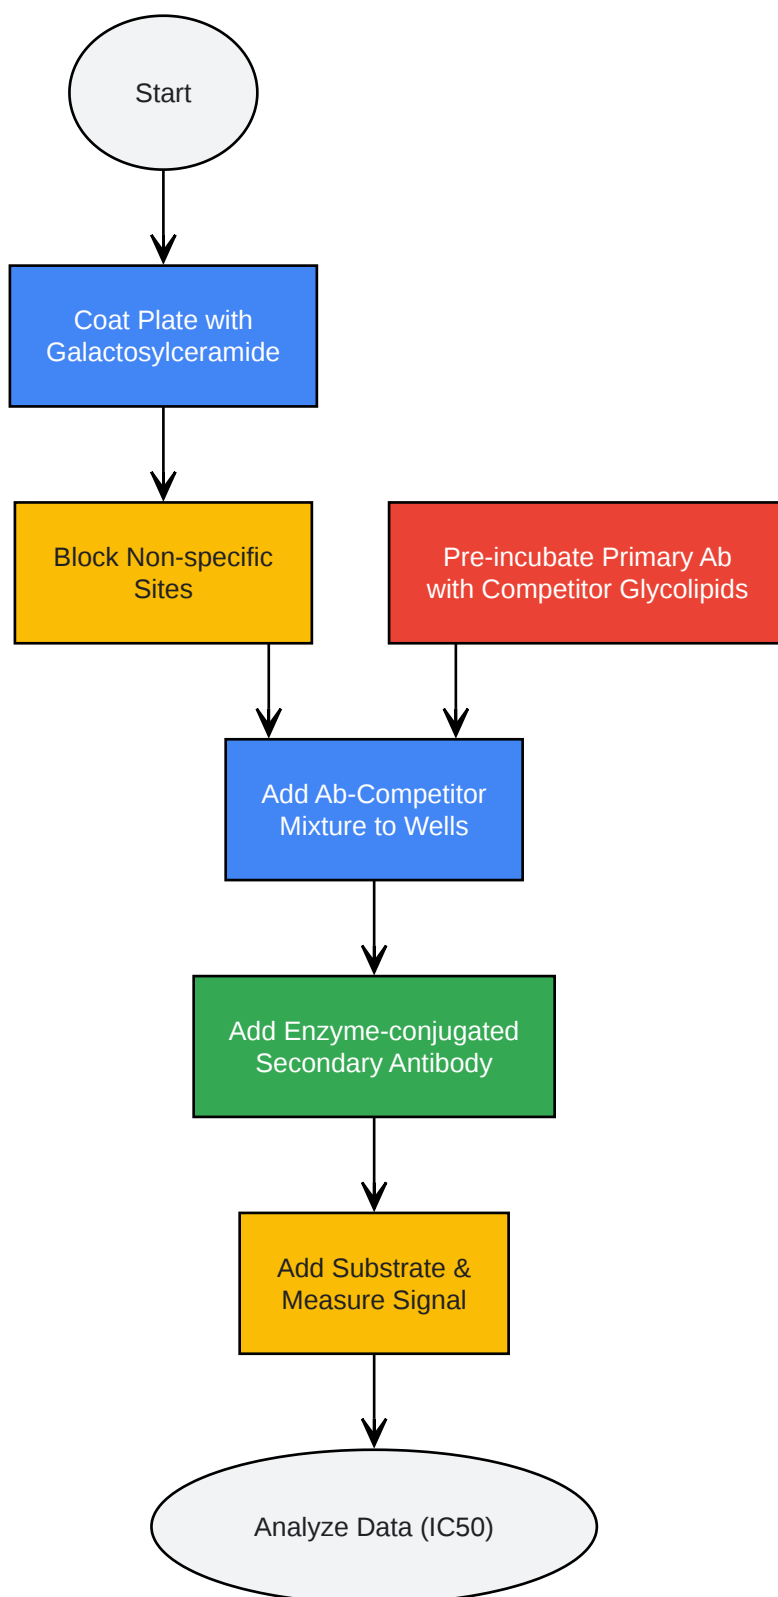 Start
Coat Plate with
Galactosylceramide
Block Non-specific
Sites
Pre-incubate Primary Ab
with Competitor Glycolipids
Add Ab-Competitor
Mixture to Wells
Add Enzyme-conjugated
Secondary Antibody
Add Substrate &
Measure Signal
Analyze Data (IC50)